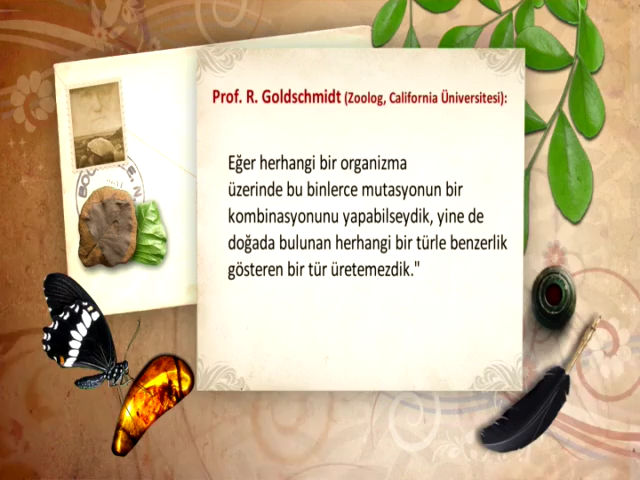 Prof. R. Goldschmidt (Zoolog, California Üniversitesi):
Eğer herhangi bir organizma
üzerinde bu binlerce mutasyonun bir
kombinasyonunu yapabilseydik, yine de
doğada bulunan herhangi bir türle benzerlik
gösteren bir tür üretemezdik."